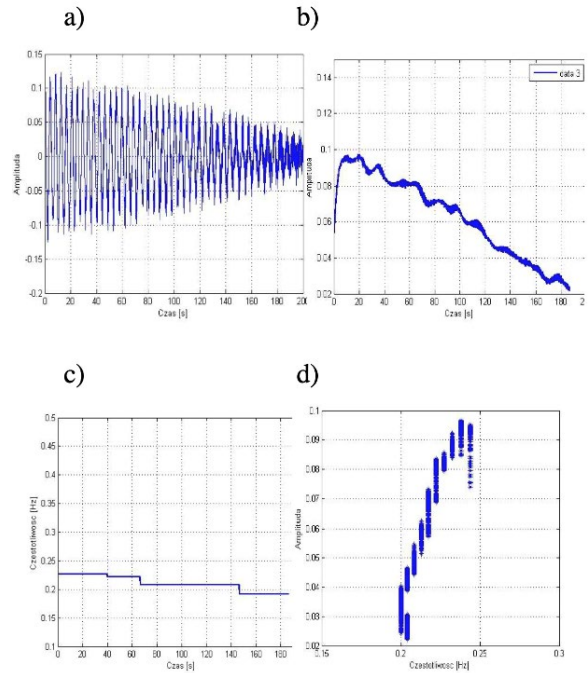 a)
b)
0.2
0.15
0.1
0.05
0
-0.05
-0.1
-0.15
-0.2
Amplituda
0 20 40 60 80 100 120 140 160 180 200
Czas [s]
data 3
0.14
0.12
0.1
0.08
0.06
0.04
0.02
Amplituda
0 20 40 60 80 100 120 140 160 180 2
Czas [s]
c)
d)
0.5
0.45
0.4
0.35
0.3
0.25
0.2
0.15
0.1
Czestotliwosc [Hz]
0 20 40 60 80 100 120 140 160 180
Czas [s]
0.1
0.09
0.08
0.07
0.06
0.05
0.04
0.03
0.02
Amplituda
0.15 0.2 0.25 0.3
Czestotliwosc [Hz]